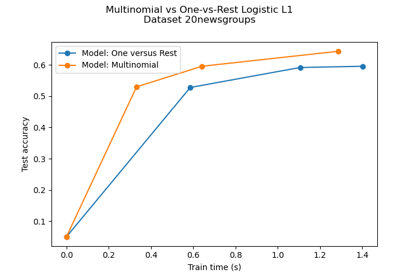 Multinomial vs One-vs-Rest Logistic L1
Dataset 20newsgroups
Model: One versus Rest
Model: Multinomial
0.6
0.5
0.4
0.3
0.2
0.1
Test accuracy
0.0 0.2 0.4 0.6 0.8 1.0 1.2 1.4
Train time (s)